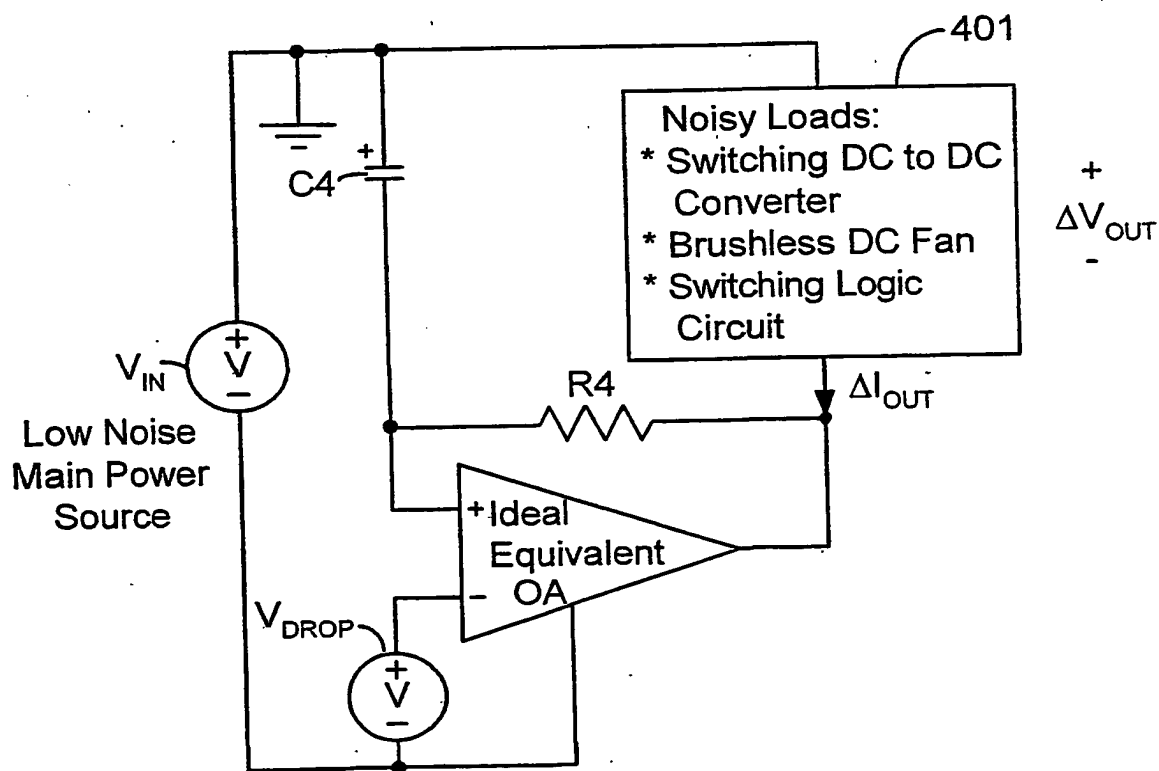 401
Noisy Loads:
* Switching DC to DC
Converter
* Brushless DC Fan
* Switching Logic
Circuit
+
ΔV_OUT
-
+
C4
+
V
-
V_IN
Low Noise
Main Power
Source
R4
ΔI_OUT
+ Ideal
Equivalent
- OA
V_DROP
+
V
-